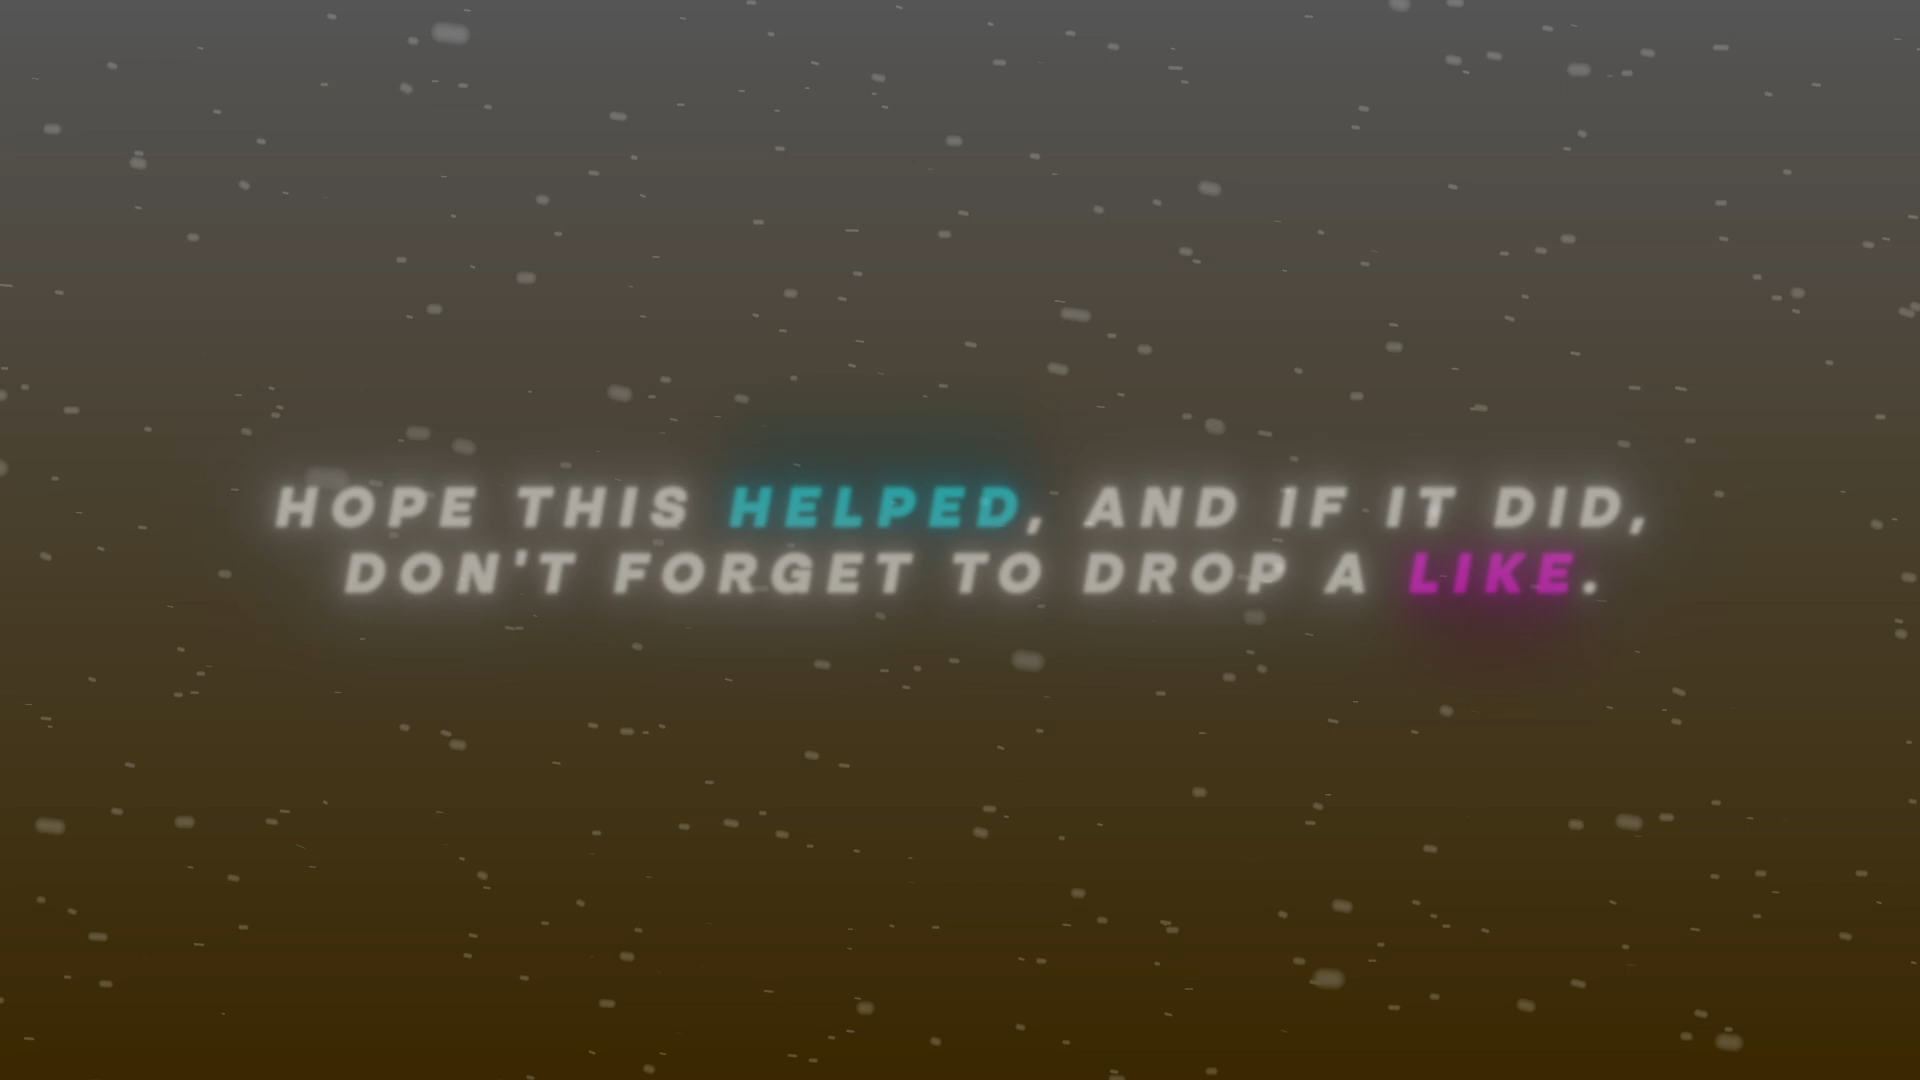 HOPE THIS HELPED, AND IF IT DID,
DON'T FORGET TO DROP A LIKE.